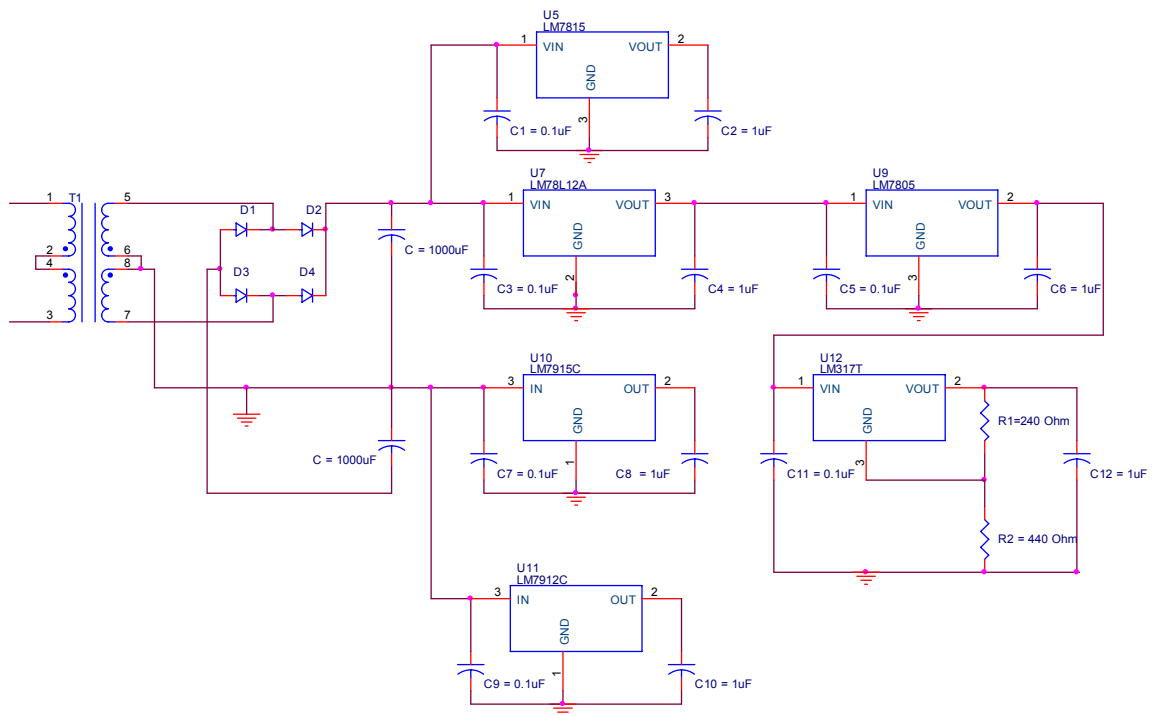 U5
LM7815
1 VIN VOUT 2
GND
3
C1 = 0.1uF
C2 = 1uF
U7
LM78L12A
1 VIN VOUT 3
GND
2
C3 = 0.1uF
C4 = 1uF
U9
LM7805
1 VIN VOUT 2
GND
3
C5 = 0.1uF
C6 = 1uF
1 T1 5
2 6
4 8
3 7
D1 D2
D3 D4
C = 1000uF
C = 1000uF
U10
LM7915C
3 IN OUT 2
GND
1
C7 = 0.1uF
C8 = 1uF
U12
LM317T
1 VIN VOUT 2
GND
3
R1=240 Ohm
C11 = 0.1uF
C12 = 1uF
R2 = 440 Ohm
U11
LM7912C
3 IN OUT 2
GND
1
C9 = 0.1uF
C10 = 1uF